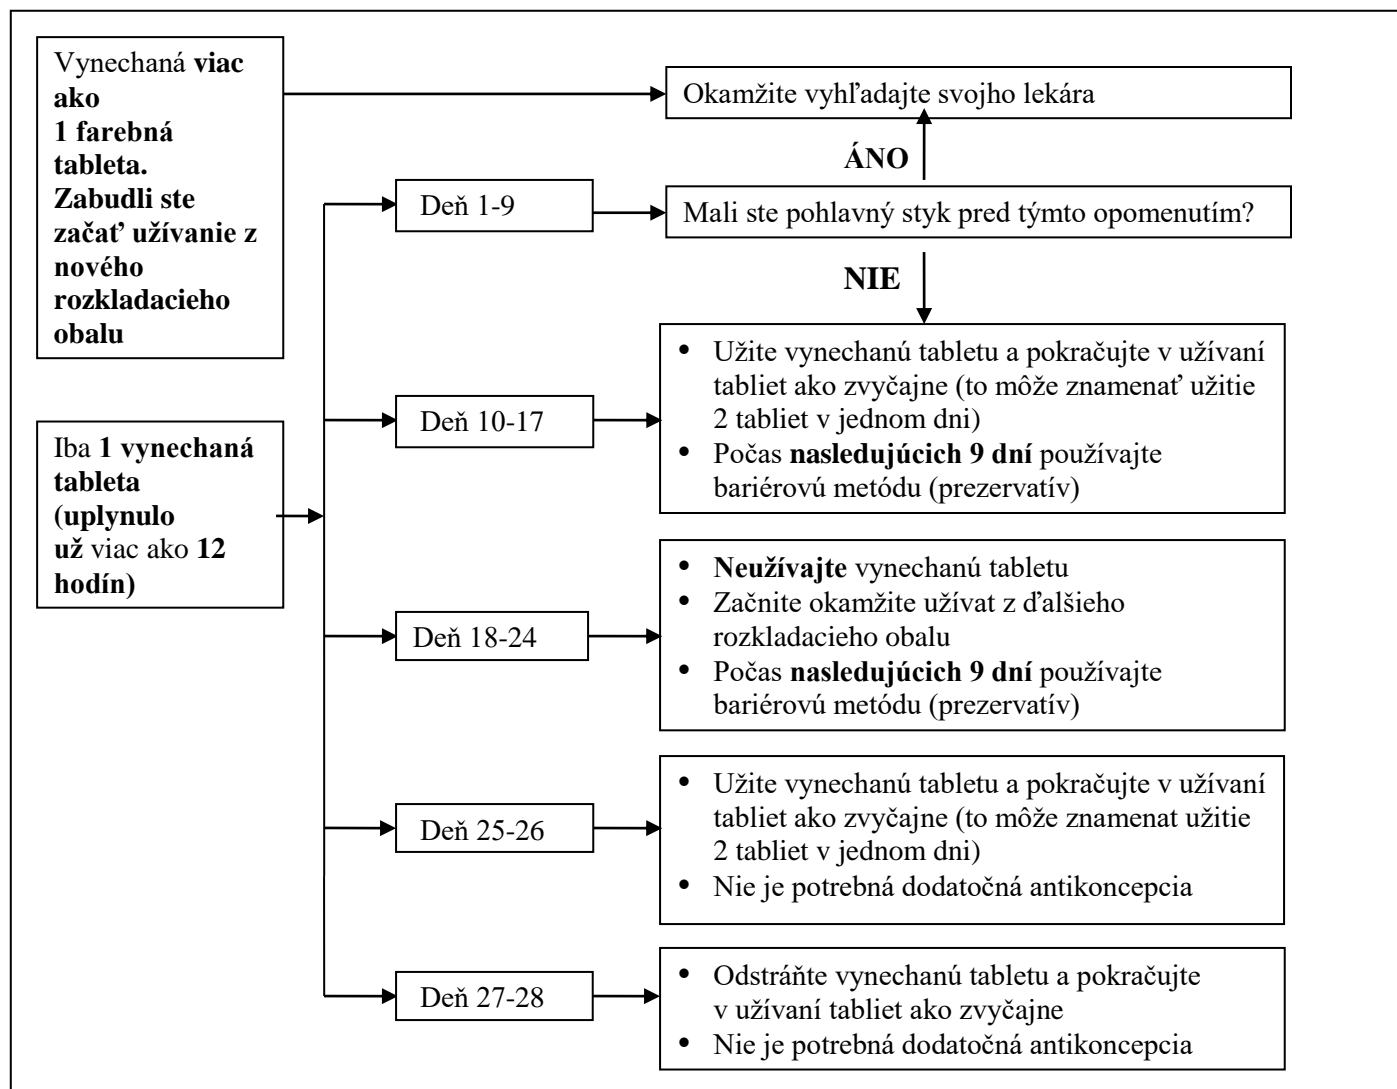 Vynechaná viac
ako
1 farebná
tableta.
Zabudli ste
začať užívanie z
nového
rozkladacieho
obalu
Okamžite vyhľadajte svojho lekára
ÁNO
Deň 1-9
Mali ste pohlavný styk pred týmto opomenutím?
NIE
Iba 1 vynechaná
tableta
(uplynulo
už viac ako 12
hodín)
Deň 10-17
• Užite vynechanú tabletu a pokračujte v užívaní
tabliet ako zvyčajne (to môže znamenať užitie
2 tabliet v jednom dni)
• Počas nasledujúcich 9 dní používajte
bariérovú metódu (prezervatív)
Deň 18-24
• Neužívajte vynechanú tabletu
• Začnite okamžite užívat z ďalšieho
rozkladacieho obalu
• Počas nasledujúcich 9 dní používajte
bariérovú metódu (prezervatív)
Deň 25-26
• Užite vynechanú tabletu a pokračujte v užívaní
tabliet ako zvyčajne (to môže znamenat užitie
2 tabliet v jednom dni)
• Nie je potrebná dodatočná antikoncepcia
Deň 27-28
• Odstráňte vynechanú tabletu a pokračujte
v užívaní tabliet ako zvyčajne
• Nie je potrebná dodatočná antikoncepcia